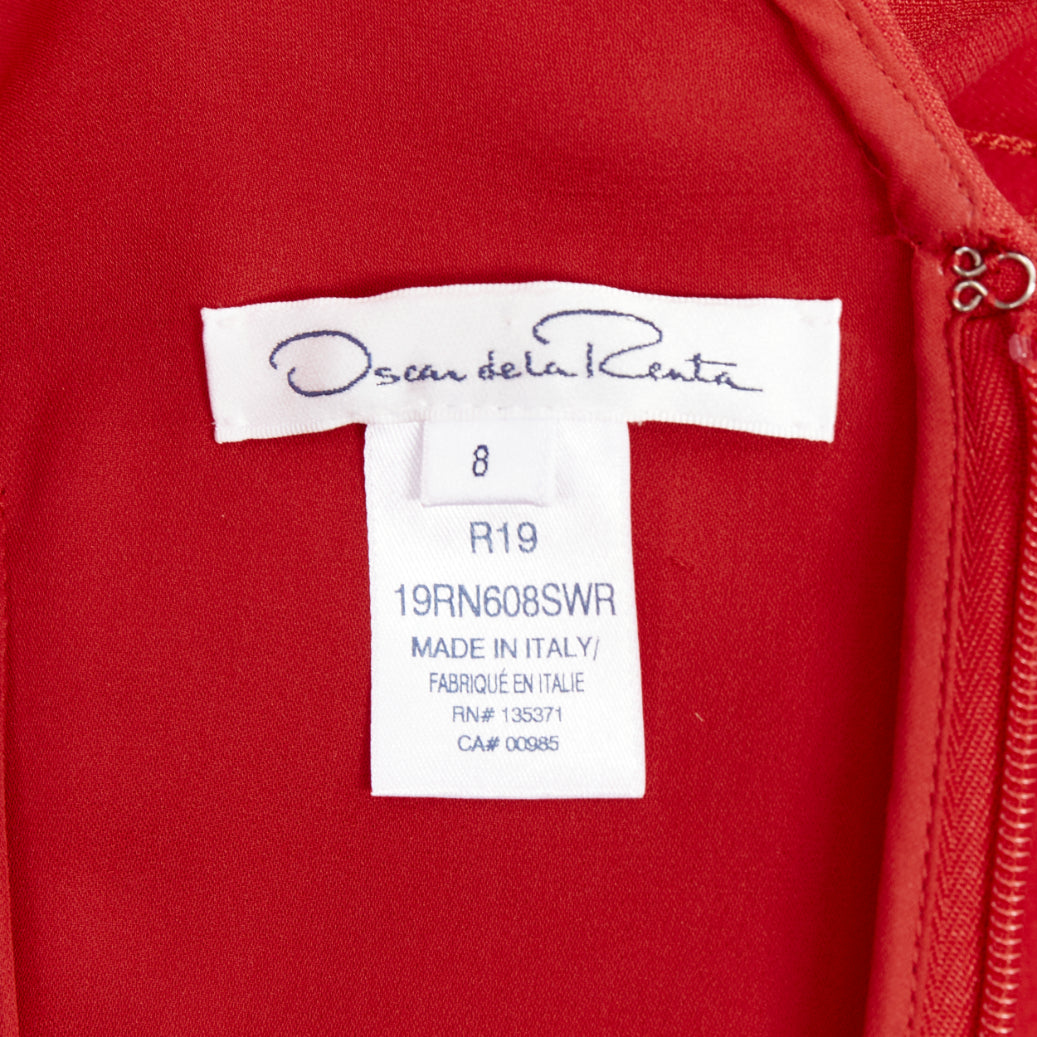 Oscar de la Renta
8
R19
19RN608SWR
MADE IN ITALY/
FABRIQUÉ EN ITALIE
RN# 135371
CA# 00985